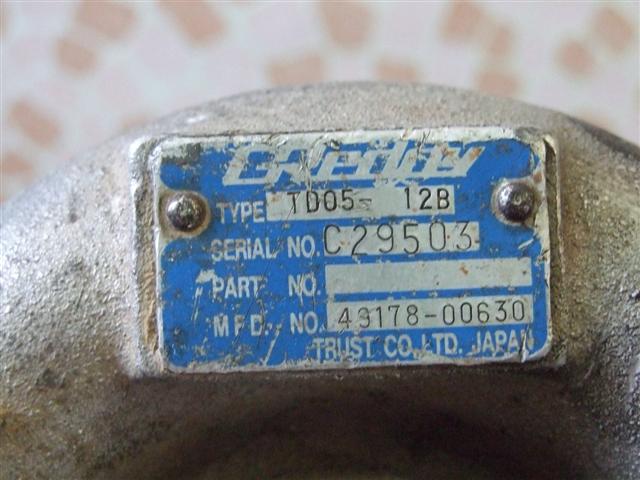 GReddy
TYPE TD05- 12B
SERIAL NO. C29503
PART NO.
MFD. NO. 49178-00630
TRUST CO., LTD. JAPAN